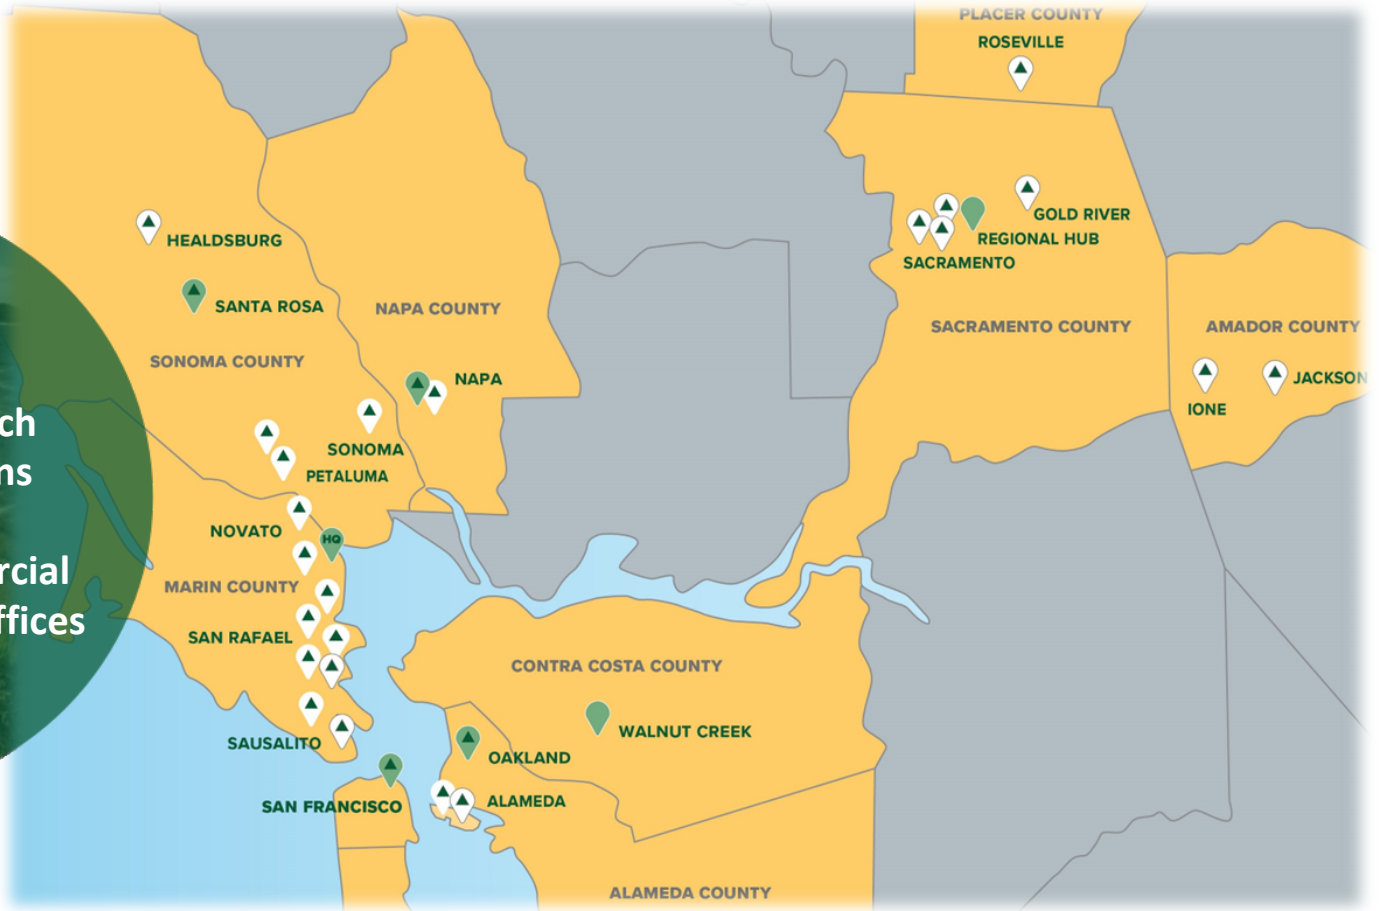 PLACER COUNTY
ROSEVILLE
GOLD RIVER
REGIONAL HUB
SACRAMENTO
HEALDSBURG
SANTA ROSA
NAPA COUNTY
SONOMA COUNTY
SACRAMENTO COUNTY
AMADOR COUNTY
NAPA
JACKSON
IONE
SONOMA
PETALUMA
ch
ns
rcial
ffices
NOVATO
HQ
MARIN COUNTY
SAN RAFAEL
CONTRA COSTA COUNTY
WALNUT CREEK
SAUSALITO
OAKLAND
SAN FRANCISCO
ALAMEDA
ALAMEDA COUNTY